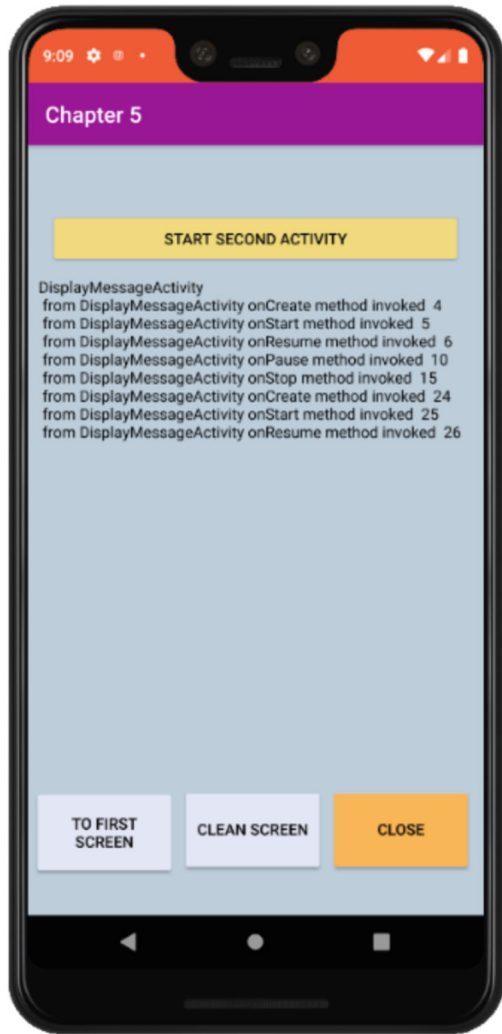 9:09
Chapter 5
START SECOND ACTIVITY
DisplayMessageActivity
from DisplayMessageActivity onCreate method invoked 4
from DisplayMessageActivity onStart method invoked 5
from DisplayMessageActivity onResume method invoked 6
from DisplayMessageActivity onPause method invoked 10
from DisplayMessageActivity onStop method invoked 15
from DisplayMessageActivity onCreate method invoked 24
from DisplayMessageActivity onStart method invoked 25
from DisplayMessageActivity onResume method invoked 26
TO FIRST
SCREEN
CLEAN SCREEN
CLOSE